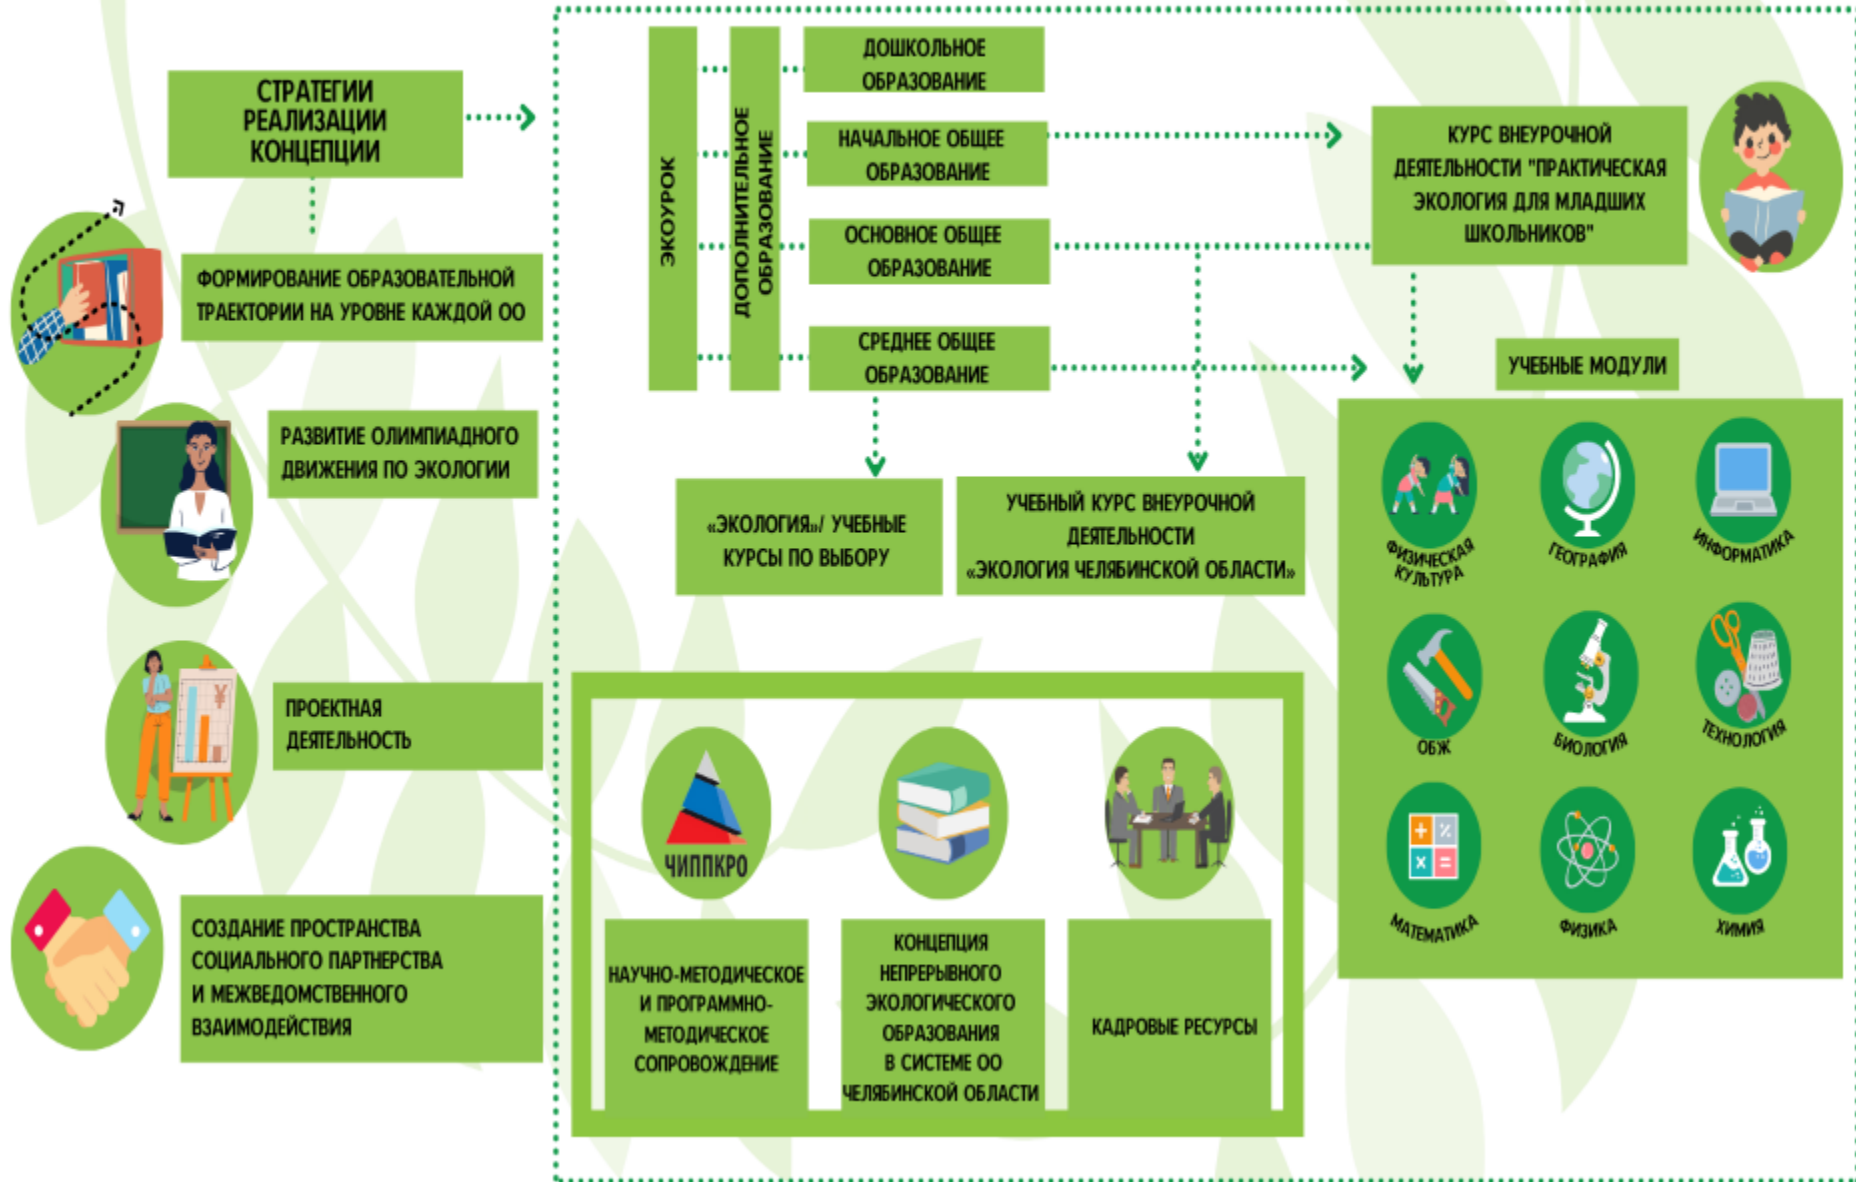 СТРАТЕГИИ
РЕАЛИЗАЦИИ
КОНЦЕПЦИИ
ФОРМИРОВАНИЕ ОБРАЗОВАТЕЛЬНОЙ
ТРАЕКТОРИИ НА УРОВНЕ КАЖДОЙ ОО
РАЗВИТИЕ ОЛИМПИАДНОГО
ДВИЖЕНИЯ ПО ЭКОЛОГИИ
ПРОЕКТНАЯ
ДЕЯТЕЛЬНОСТЬ
СОЗДАНИЕ ПРОСТРАНСТВА
СОЦИАЛЬНОГО ПАРТНЕРСТВА
И МЕЖВЕДОМСТВЕННОГО
ВЗАИМОДЕЙСТВИЯ
ЭКОУРОК
ДОПОЛНИТЕЛЬНОЕ
ОБРАЗОВАНИЕ
ДОШКОЛЬНОЕ
ОБРАЗОВАНИЕ
НАЧАЛЬНОЕ ОБЩЕЕ
ОБРАЗОВАНИЕ
ОСНОВНОЕ ОБЩЕЕ
ОБРАЗОВАНИЕ
СРЕДНЕЕ ОБЩЕЕ
ОБРАЗОВАНИЕ
КУРС ВНЕУРОЧНОЙ
ДЕЯТЕЛЬНОСТИ "ПРАКТИЧЕСКАЯ
ЭКОЛОГИЯ ДЛЯ МЛАДШИХ
ШКОЛЬНИКОВ"
«ЭКОЛОГИЯ»/ УЧЕБНЫЕ
КУРСЫ ПО ВЫБОРУ
УЧЕБНЫЙ КУРС ВНЕУРОЧНОЙ
ДЕЯТЕЛЬНОСТИ
«ЭКОЛОГИЯ ЧЕЛЯБИНСКОЙ ОБЛАСТИ»
УЧЕБНЫЕ МОДУЛИ
ФИЗИЧЕСКАЯ
КУЛЬТУРА
ГЕОГРАФИЯ
ИНФОРМАТИКА
ОБЖ
БИОЛОГИЯ
ТЕХНОЛОГИЯ
МАТЕМАТИКА
ФИЗИКА
ХИМИЯ
ЧИППКРО
НАУЧНО-МЕТОДИЧЕСКОЕ
И ПРОГРАММНО-
МЕТОДИЧЕСКОЕ
СОПРОВОЖДЕНИЕ
КОНЦЕПЦИЯ
НЕПРЕРЫВНОГО
ЭКОЛОГИЧЕСКОГО
ОБРАЗОВАНИЯ
В СИСТЕМЕ ОО
ЧЕЛЯБИНСКОЙ ОБЛАСТИ
КАДРОВЫЕ РЕСУРСЫ